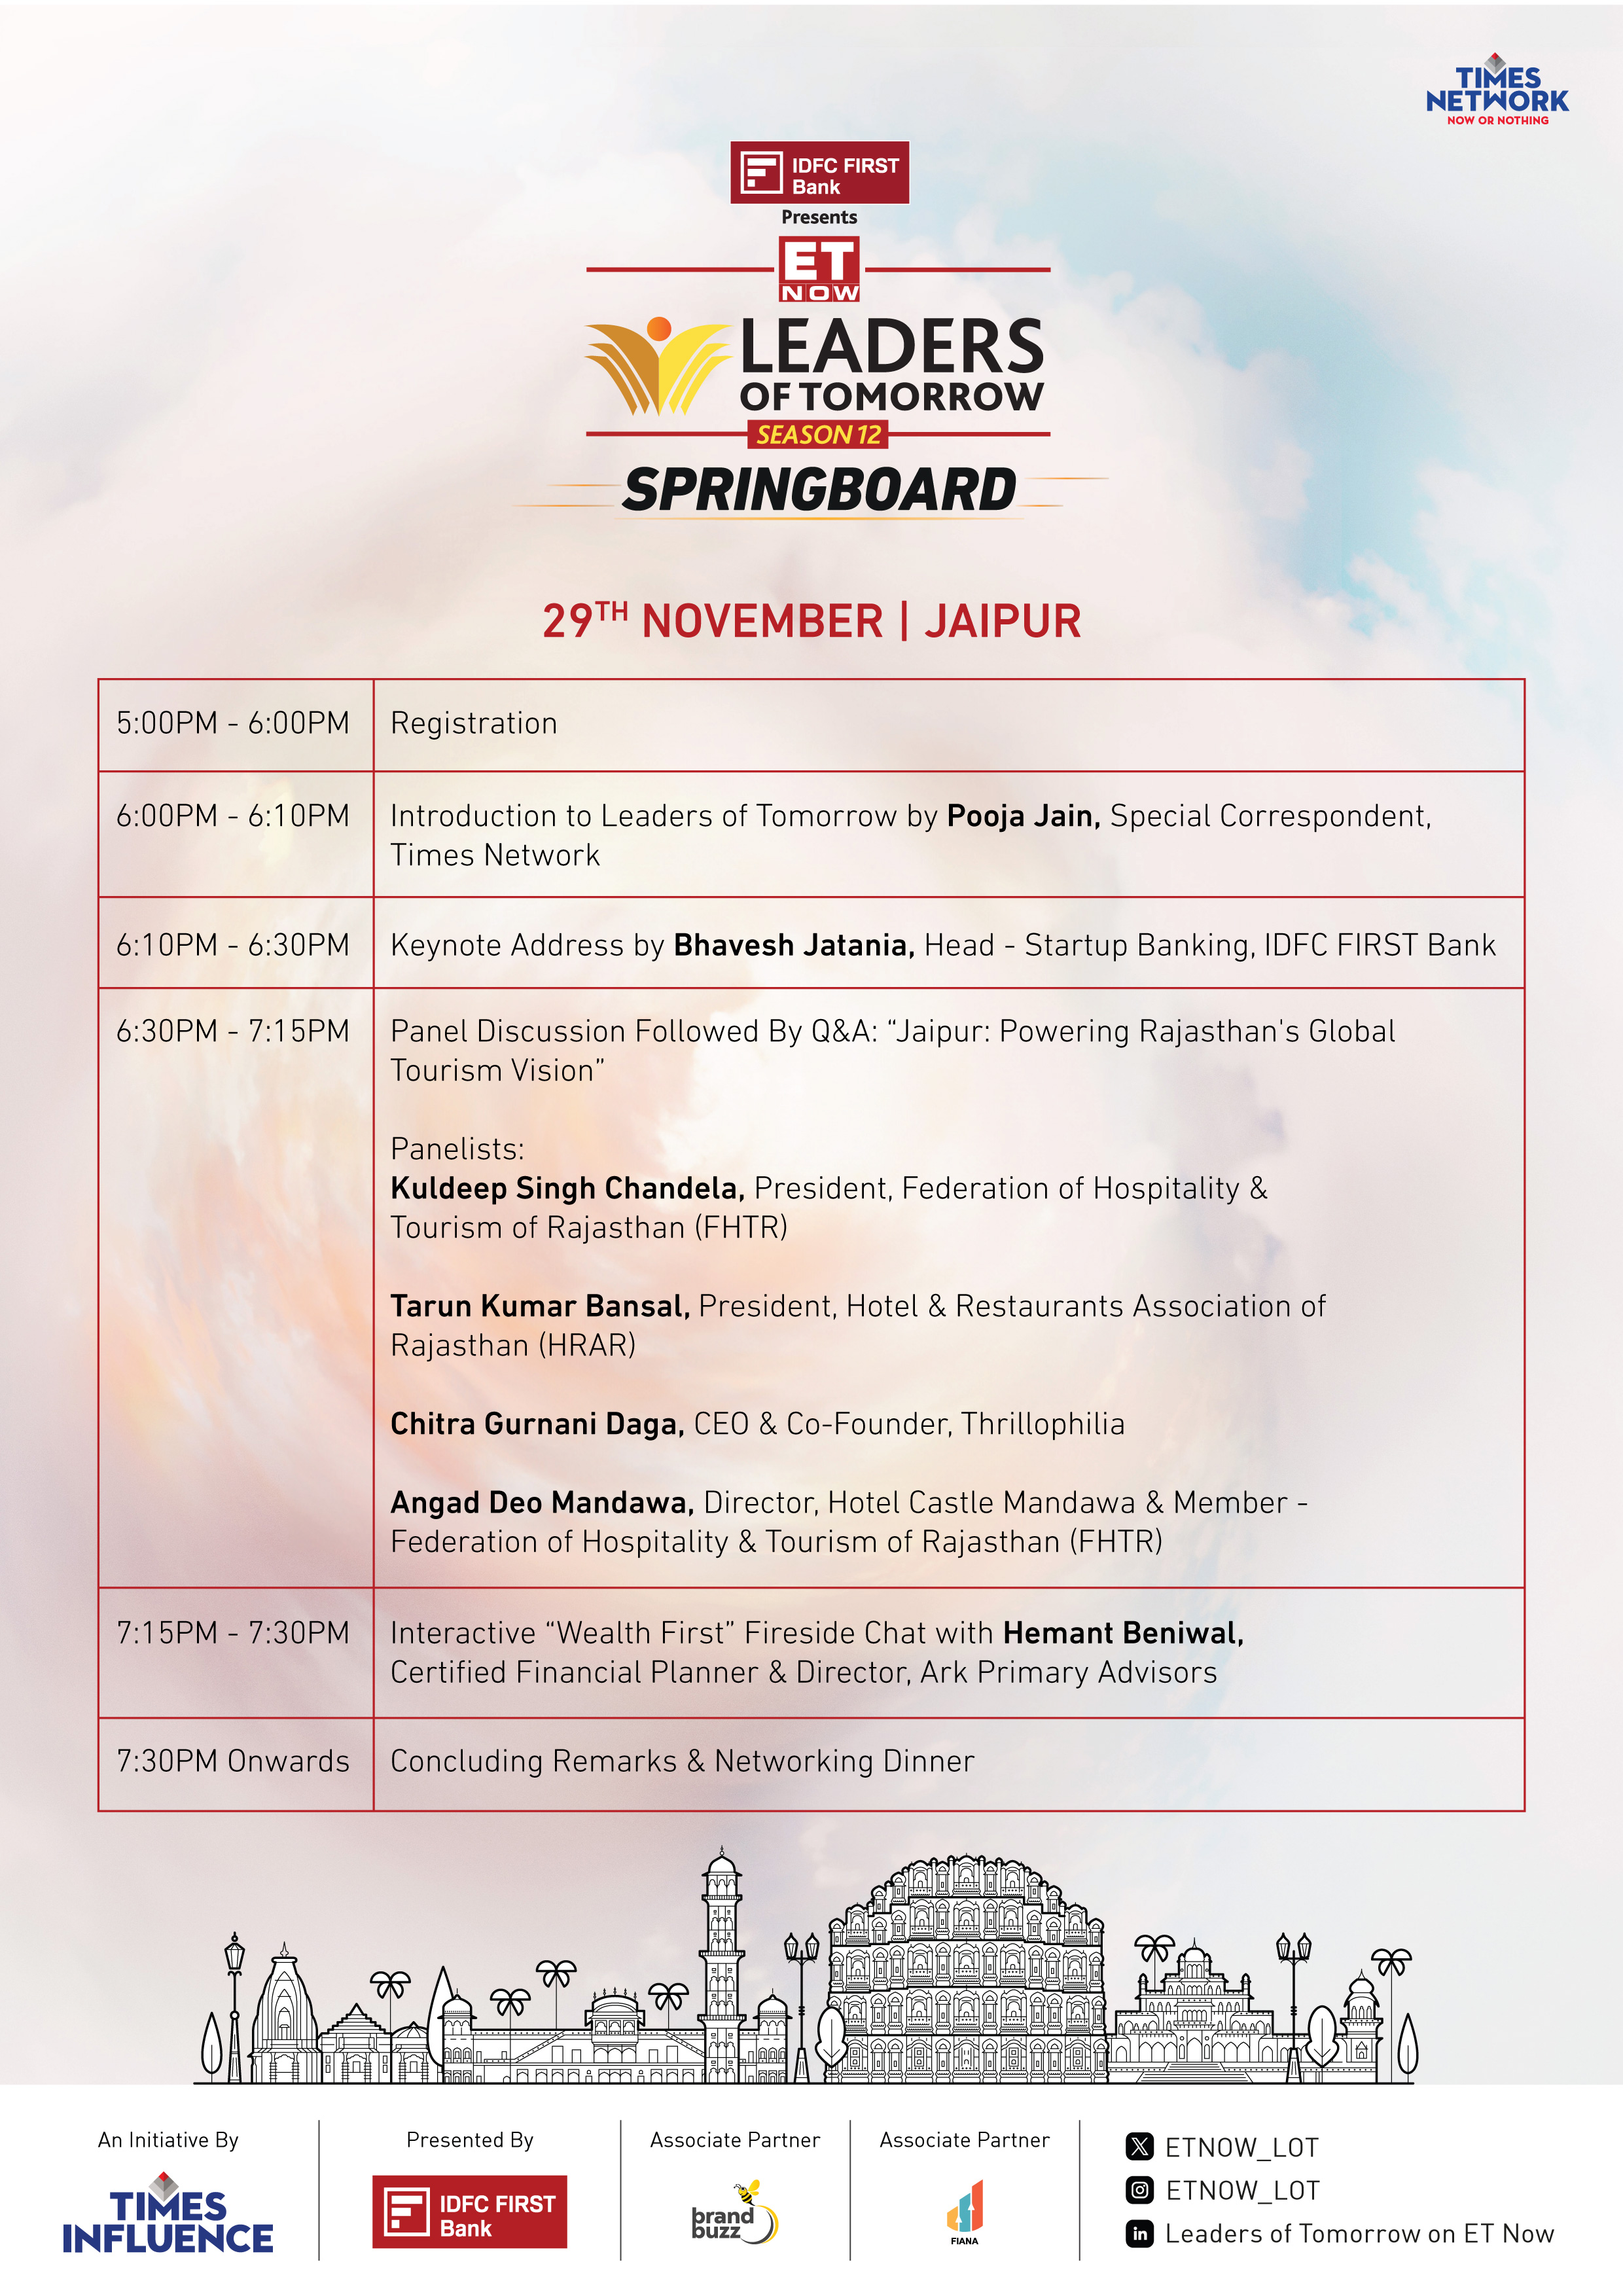 TIMES
NETWORK
NOW OR NOTHING
IDFC FIRST
Bank
Presents
ET
NOW
LEADERS
OF TOMORROW
SEASON 12
SPRINGBOARD
29TH NOVEMBER | JAIPUR
5:00PM - 6:00PM
Registration
6:00PM - 6:10PM
Introduction to Leaders of Tomorrow by Pooja Jain, Special Correspondent,
Times Network
6:10PM - 6:30PM
Keynote Address by Bhavesh Jatania, Head - Startup Banking, IDFC FIRST Bank
6:30PM - 7:15PM
Panel Discussion Followed By Q&A: “Jaipur: Powering Rajasthan's Global
Tourism Vision”
Panelists:
Kuldeep Singh Chandela, President, Federation of Hospitality &
Tourism of Rajasthan (FHTR)
Tarun Kumar Bansal, President, Hotel & Restaurants Association of
Rajasthan (HRAR)
Chitra Gurnani Daga, CEO & Co-Founder, Thrillophilia
Angad Deo Mandawa, Director, Hotel Castle Mandawa & Member -
Federation of Hospitality & Tourism of Rajasthan (FHTR)
7:15PM - 7:30PM
Interactive “Wealth First” Fireside Chat with Hemant Beniwal,
Certified Financial Planner & Director, Ark Primary Advisors
7:30PM Onwards
Concluding Remarks & Networking Dinner
An Initiative By
TIMES
INFLUENCE
Presented By
IDFC FIRST
Bank
Associate Partner
brand
buzz
Associate Partner
FIANA
ETNOW_LOT
ETNOW_LOT
in
Leaders of Tomorrow on ET Now